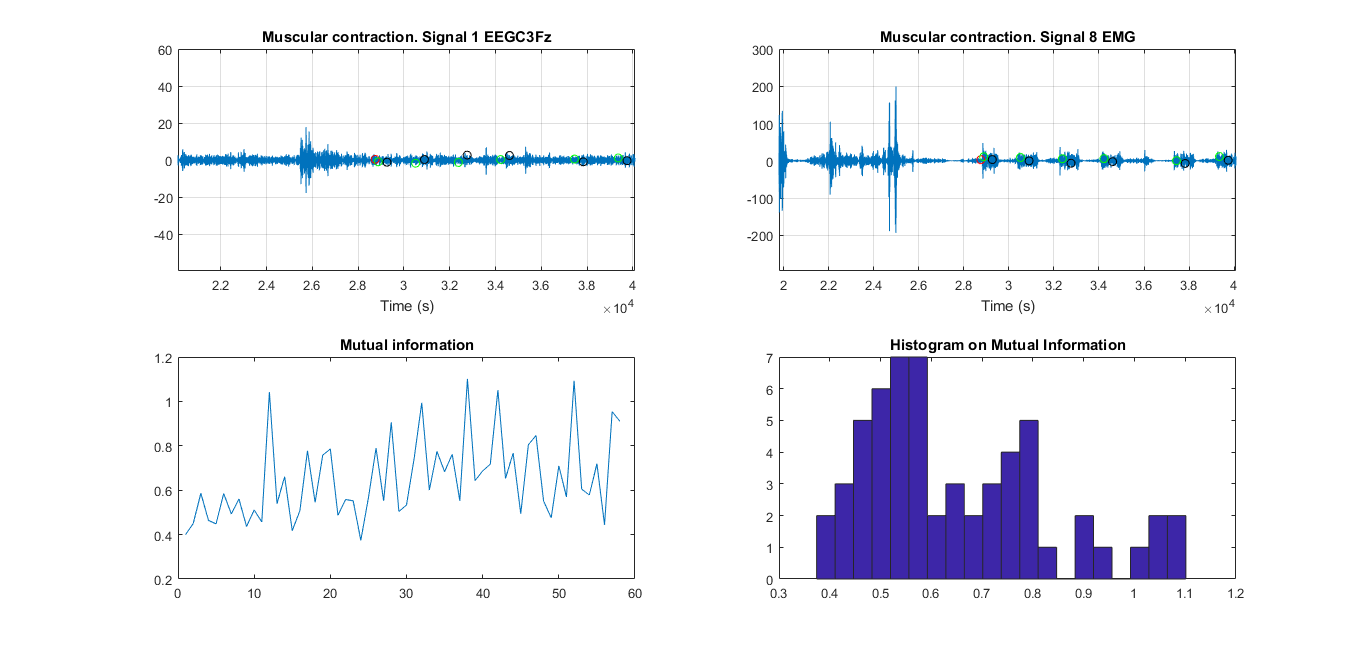 Muscular contraction. Signal 1 EEGC3Fz
60
40
20
0
-20
-40
2.2 2.4 2.6 2.8 3 3.2 3.4 3.6 3.8 4
Time (s)
×10^4
Muscular contraction. Signal 8 EMG
300
200
100
0
-100
-200
2 2.2 2.4 2.6 2.8 3 3.2 3.4 3.6 3.8 4
Time (s)
×10^4
Mutual information
1.2
1
0.8
0.6
0.4
0.2
0 10 20 30 40 50 60
Histogram on Mutual Information
7
6
5
4
3
2
1
0
0.3 0.4 0.5 0.6 0.7 0.8 0.9 1 1.1 1.2